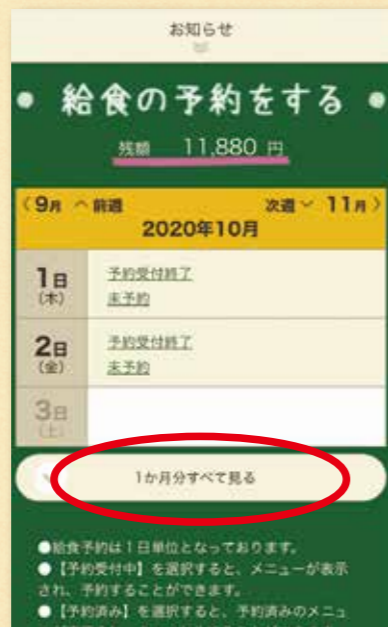 お知らせ
● 給食の予約をする ●
残額 11,880 円
〈9月 ヘ前週 次週﹀ 11月〉
2020年10月
1日 予約受付終了
(木) 未予約
2日 予約受付終了
(金) 未予約
3日
(土)
1か月分すべて見る
●給食予約は1日単位となっております。
●【予約受付中】を選択すると、メニューが表示
され、予約することができます。
●【予約済み】を選択すると、予約済みのメニュ